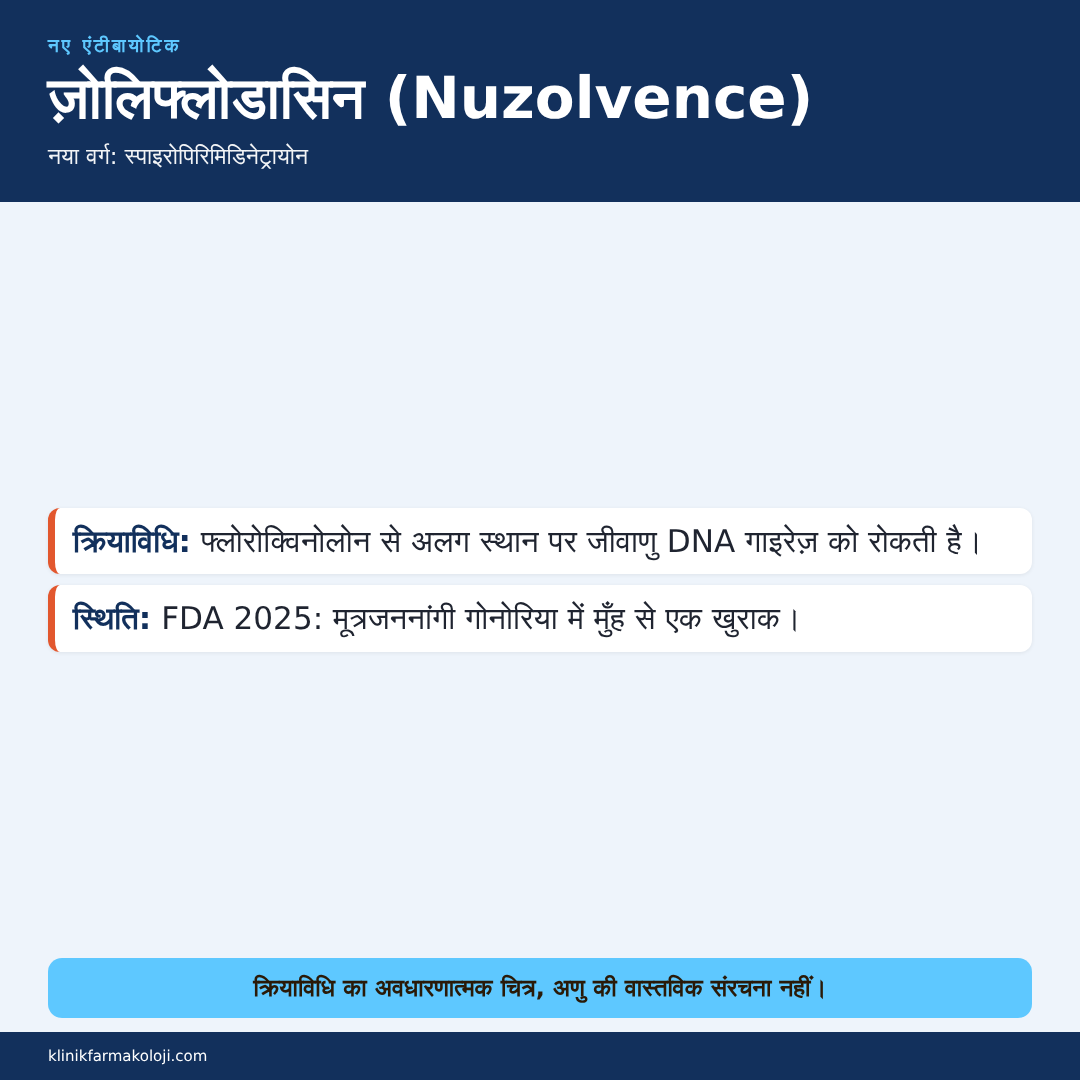 नए एंटीबायोटिक
ज़ोलिफ्लोडासिन (Nuzolvence)
नया वर्ग: स्पाइरोपिरिमिडिनेट्रायोन
क्रियाविधि: फ्लोरोक्विनोलोन से अलग स्थान पर जीवाणु DNA गाइरेज़ को रोकती है।
स्थिति: FDA 2025: मूत्रजननांगी गोनोरिया में मुँह से एक खुराक।
क्रियाविधि का अवधारणात्मक चित्र, अणु की वास्तविक संरचना नहीं।
klinikfarmakoloji.com